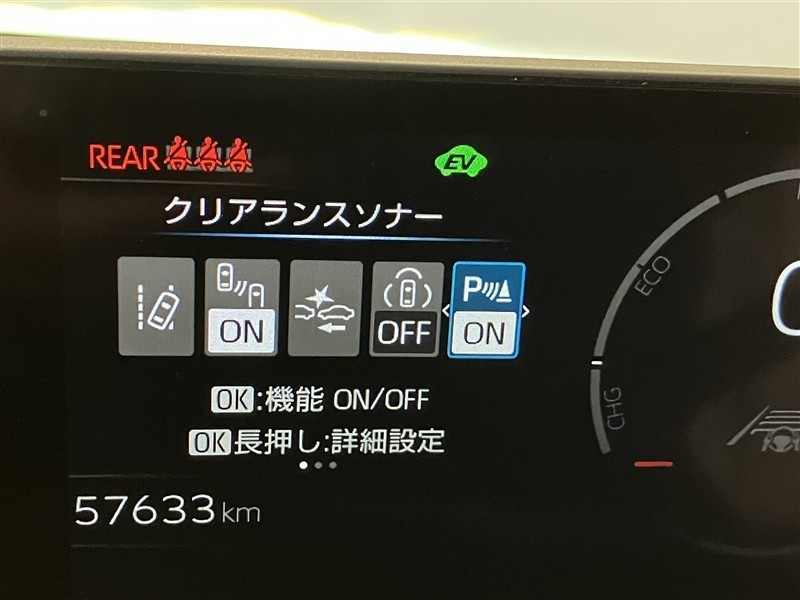 REAR
EV
クリアランスソナー
ON
OFF
P
ON
OK:機能 ON/OFF
OK長押し:詳細設定
57633km
ECO
CHG